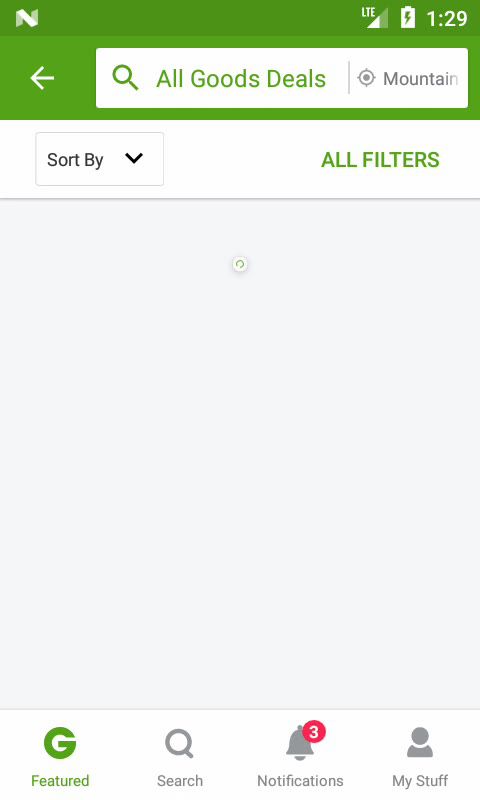 LTE 1:29
All Goods Deals Mountain
Sort By ALL FILTERS
3
Featured Search Notifications My Stuff